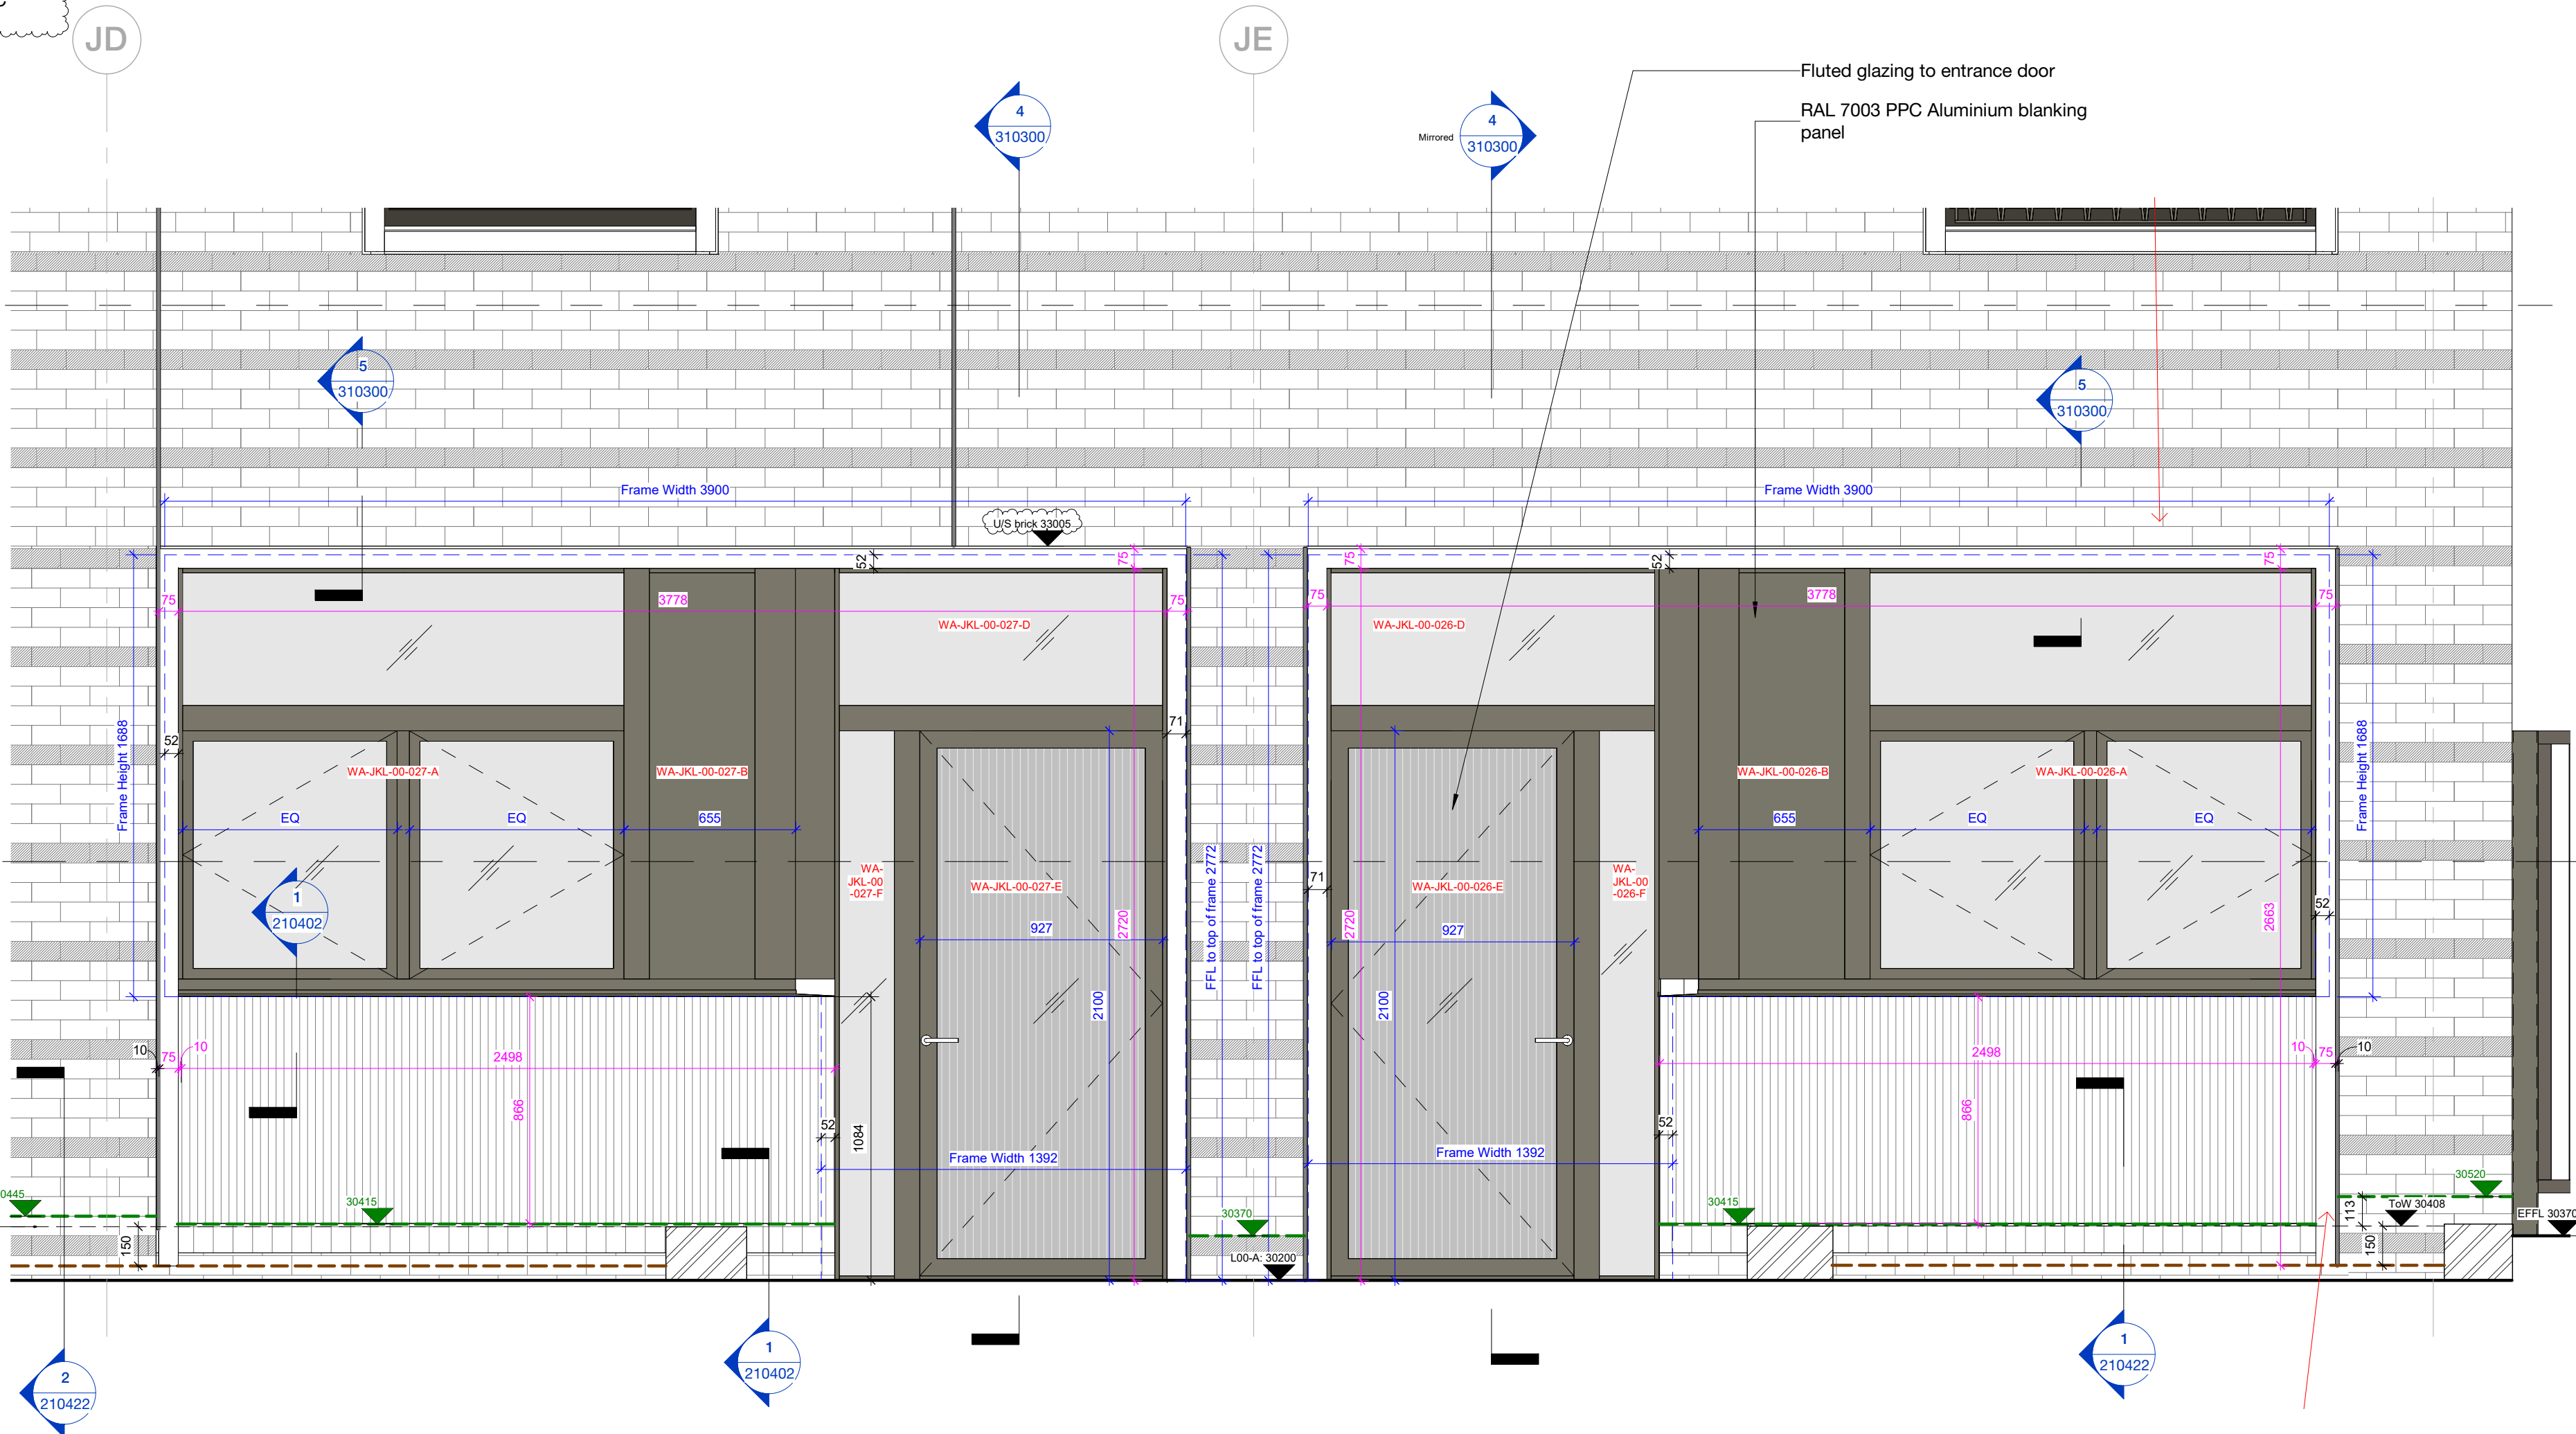 JD
JE
Fluted glazing to entrance door
RAL 7003 PPC Aluminium blanking
panel
4
310300
Mirrored
4
310300
5
310300
5
310300
Frame Width 3900
Frame Width 3900
U/S brick 33005
75
52
75
52
75
75
3778
75
75
3778
75
WA-JKL-00-027-D
WA-JKL-00-026-D
71
52
Frame Height 1688
Frame Height 1688
WA-JKL-00-027-A
WA-JKL-00-027-B
WA-JKL-00-026-B
WA-JKL-00-026-A
EQ
EQ
655
655
EQ
EQ
WA-
JKL-00
-027-F
WA-JKL-00-027-E
FFL to top of frame 2772
FFL to top of frame 2772
71
WA-JKL-00-026-E
WA-
JKL-00
-026-F
1
210402
927
2720
2720
927
2663
52
2100
2100
10
75
10
2498
2498
10
75
10
866
52
1084
866
52
Frame Width 1392
Frame Width 1392
0445
30415
30370
30415
30520
113
ToW 30408
EFFL 30370
150
L00-A: 30200
150
2
210422
1
210402
1
210422